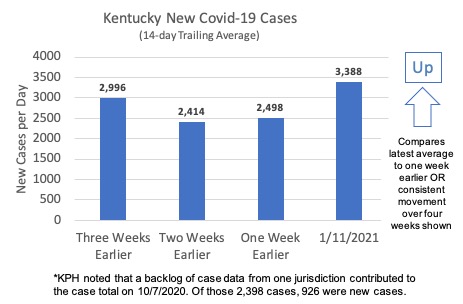 Kentucky New Covid-19 Cases
(14-day Trailing Average)
New Cases per Day
4000
3500
3000
2500
2000
1500
1000
500
0
2,996
2,414
2,498
3,388
Three Weeks
Earlier
Two Weeks
Earlier
One Week
Earlier
1/11/2021
Up
Compares
latest average
to one week
earlier OR
consistent
movement
over four
weeks shown
*KPH noted that a backlog of case data from one jurisdiction contributed to
the case total on 10/7/2020. Of those 2,398 cases, 926 were new cases.